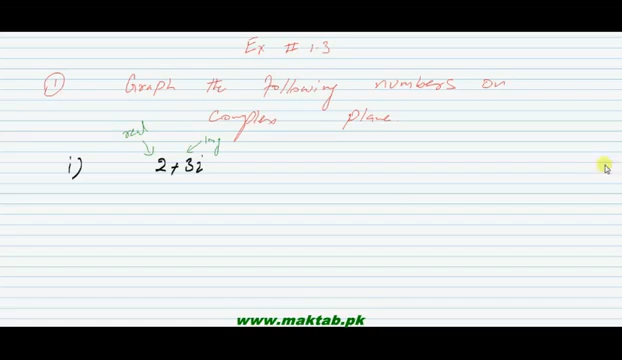 Ex # 1.3
① Graph the following numbers on
Complex plane
real img
i) 2 + 3i
www.maktab.pk